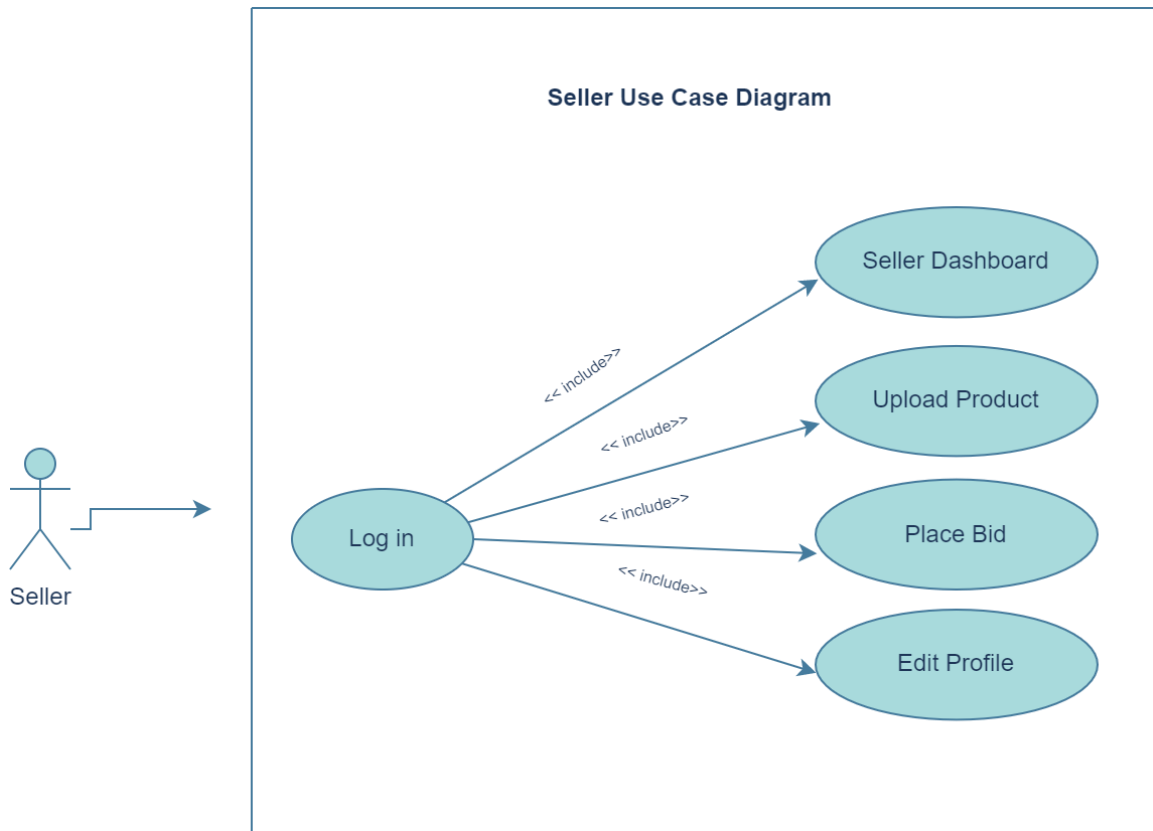 Seller Use Case Diagram
Seller Dashboard
<< include>>
Upload Product
<< include>>
<< include>>
Place Bid
Log in
<< include>>
Seller
Edit Profile